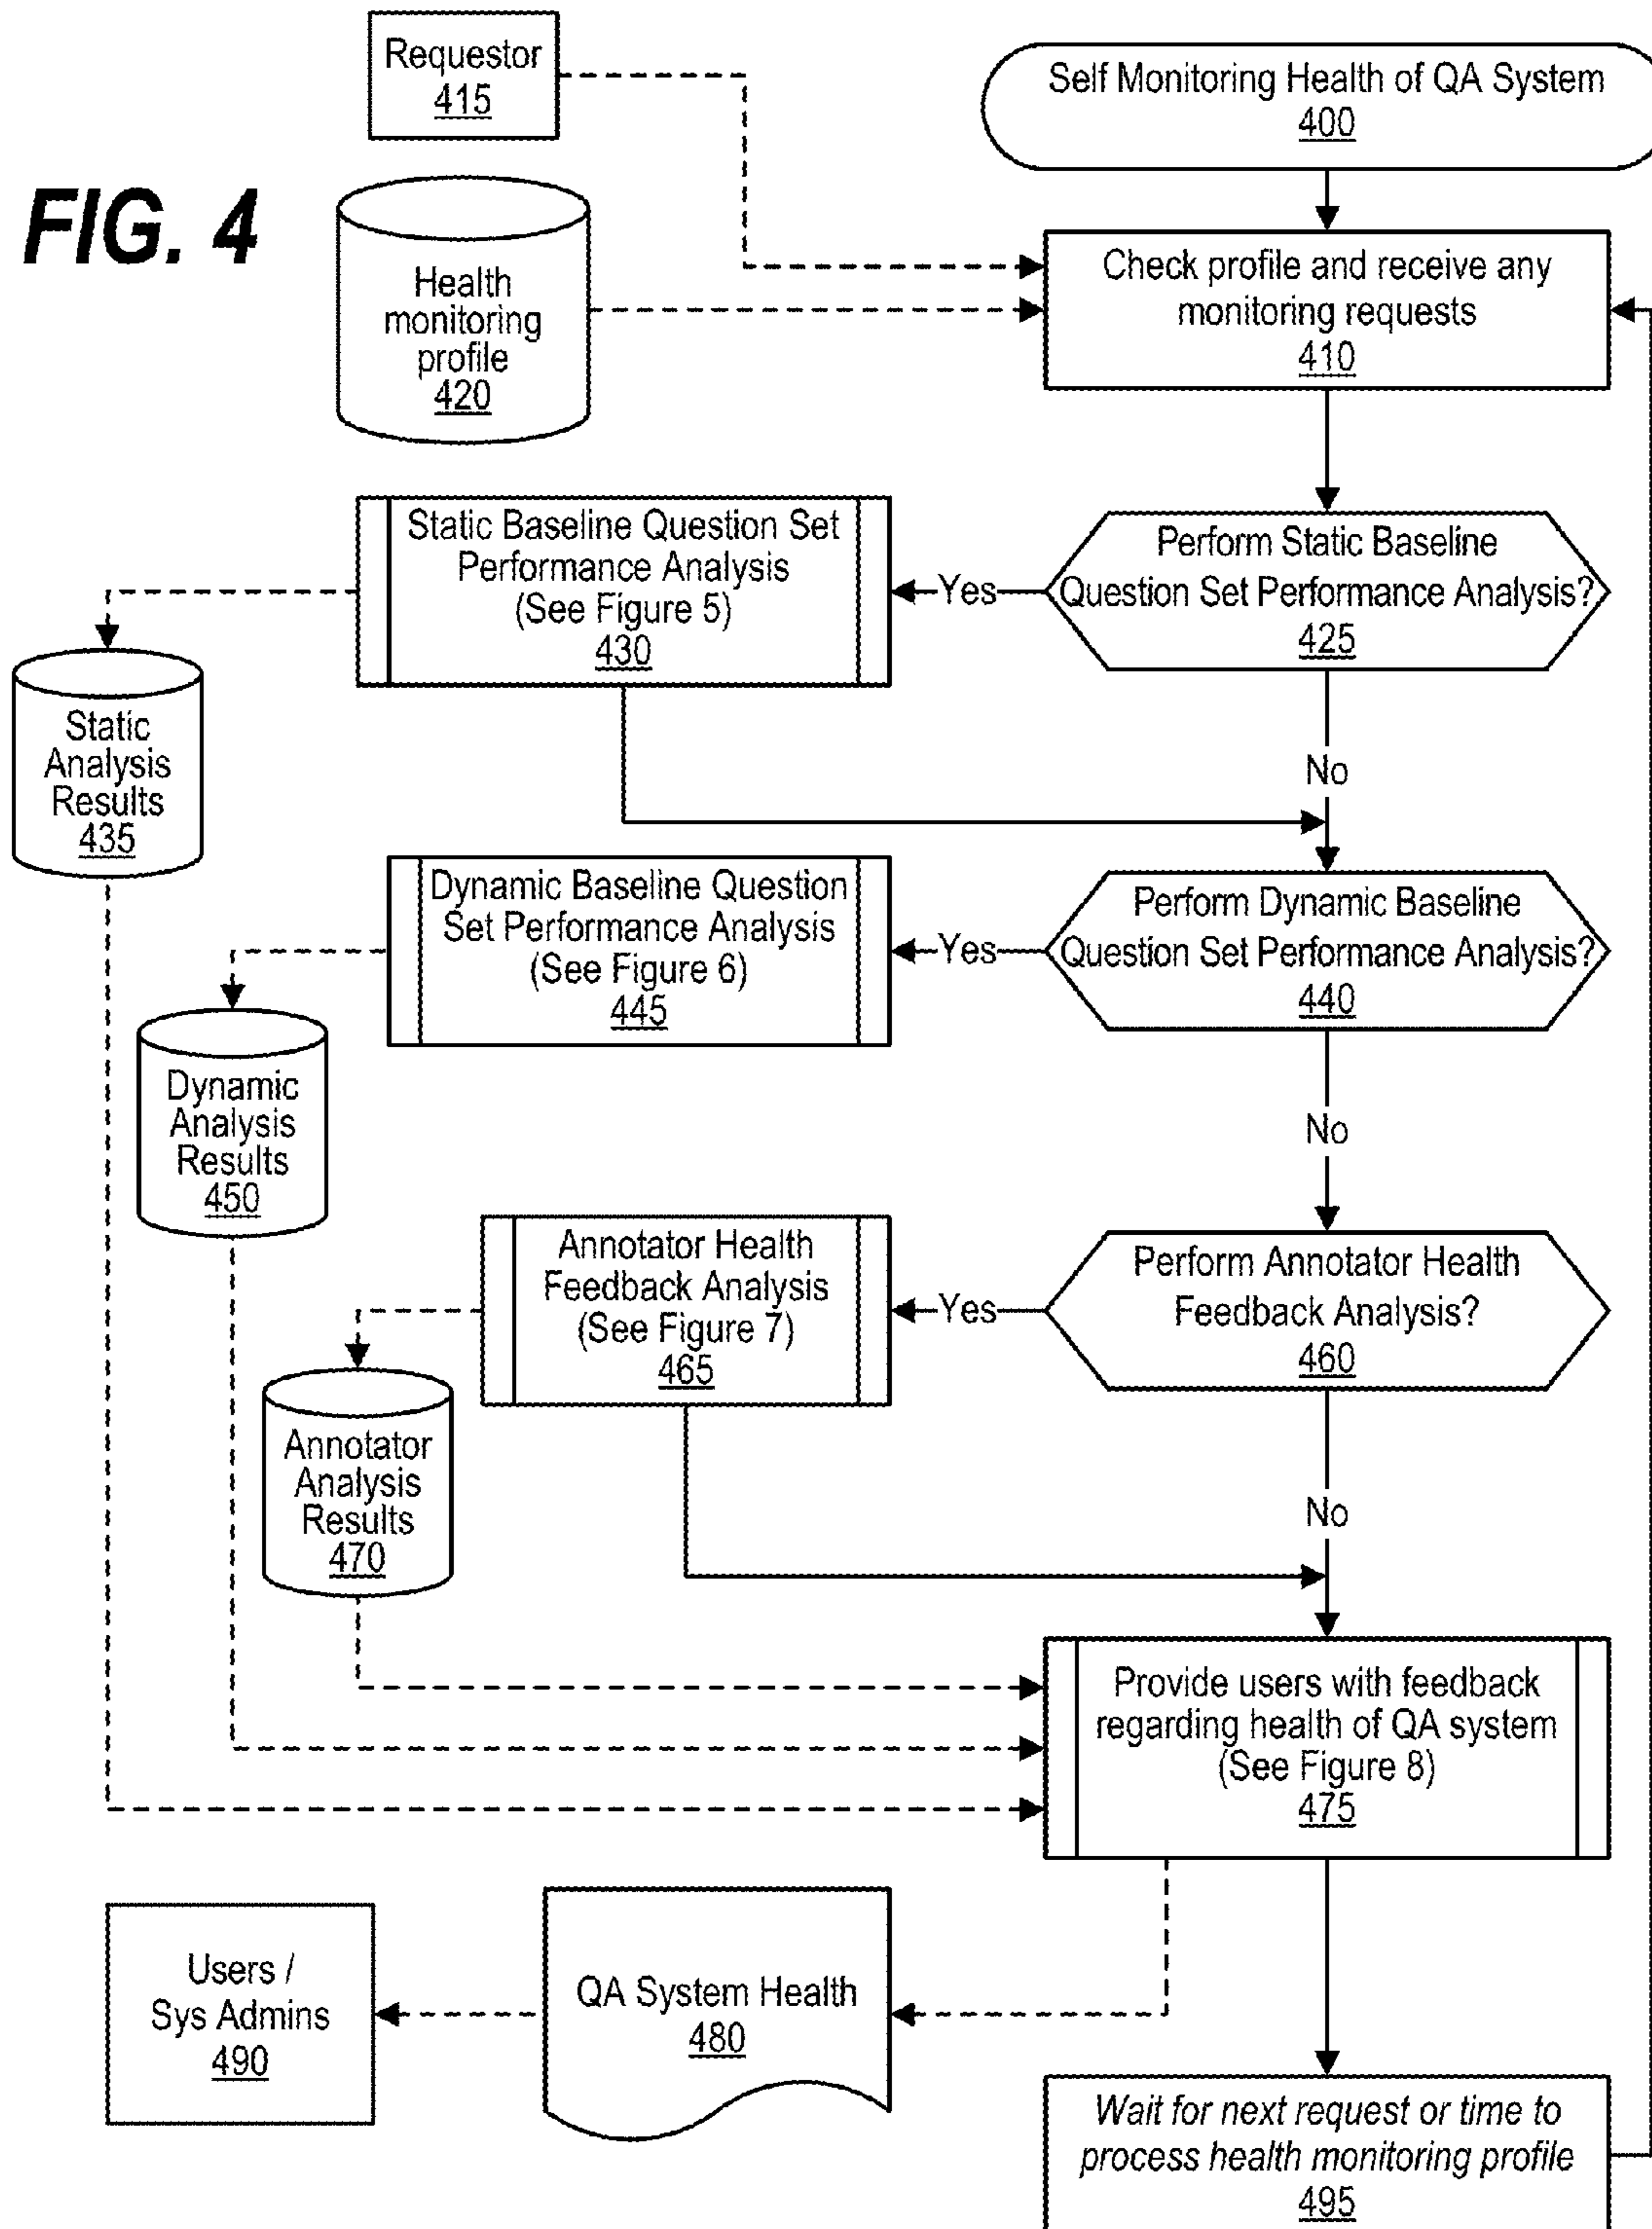 Requestor
415
Self Monitoring Health of QA System
400
FIG. 4
Health
monitoring
profile
420
Check profile and receive any
monitoring requests
410
Static Baseline Question Set
Performance Analysis
(See Figure 5)
430
Yes
Perform Static Baseline
Question Set Performance Analysis?
425
Static
Analysis
Results
435
No
Dynamic Baseline Question
Set Performance Analysis
(See Figure 6)
445
Yes
Perform Dynamic Baseline
Question Set Performance Analysis?
440
Dynamic
Analysis
Results
450
No
Annotator Health
Feedback Analysis
(See Figure 7)
465
Yes
Perform Annotator Health
Feedback Analysis?
460
Annotator
Analysis
Results
470
No
Provide users with feedback
regarding health of QA system
(See Figure 8)
475
Users /
Sys Admins
490
QA System Health
480
Wait for next request or time to
process health monitoring profile
495